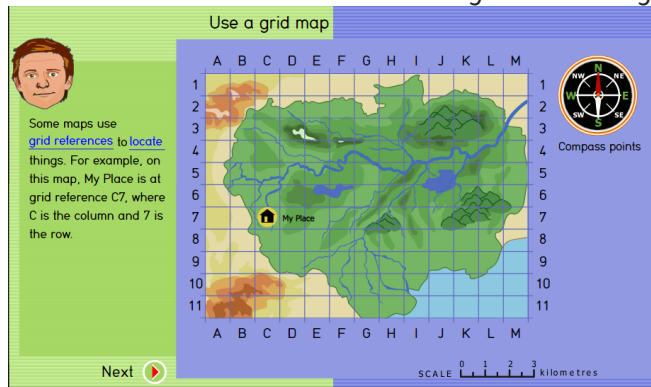 Use a grid map
Some maps use
grid references to locate
things. For example, on
this map, My Place is at
grid reference C7, where
C is the column and 7 is
the row.
Next
A B C D E F G H I J K L M
1 1
2 2
3 3
4 4
5 5
6 6
7 My Place 7
8 8
9 9
10 10
11 11
A B C D E F G H I J K L M
N
NW NE
W E
SW SE
S
Compass points
SCALE 0 1 2 3 kilometres